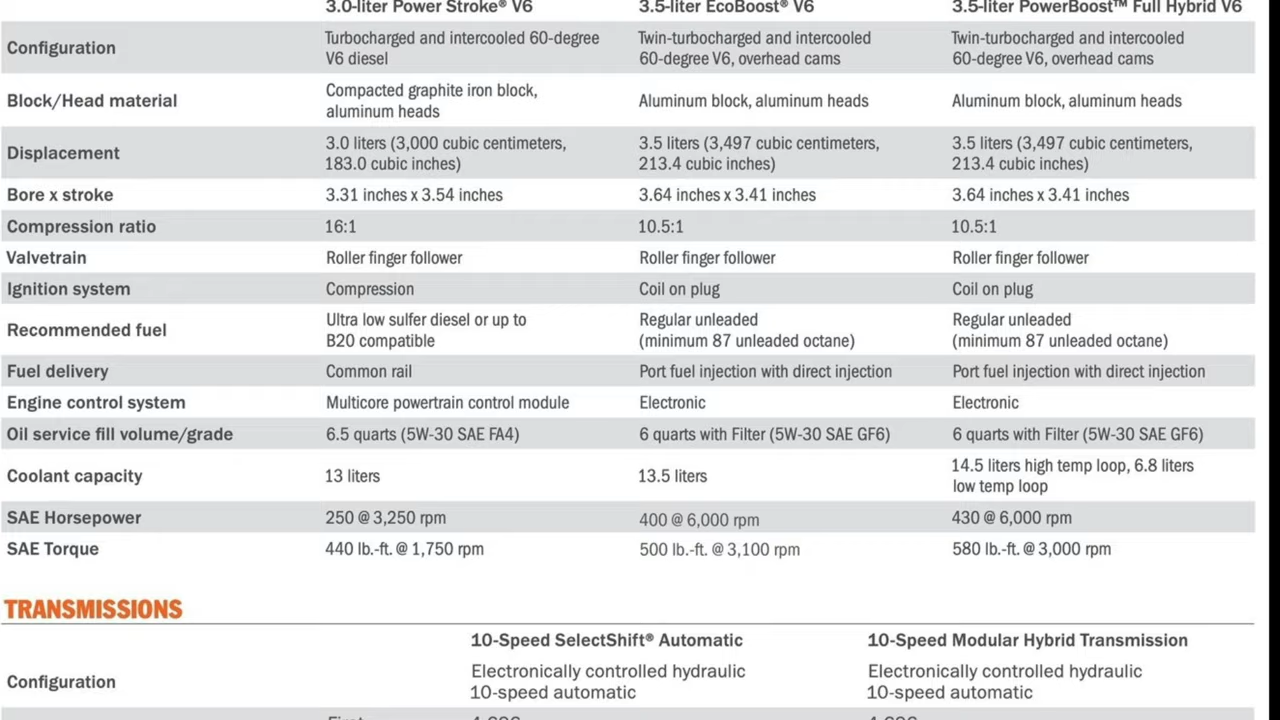 3.0-liter Power Stroke® V6 3.5-liter EcoBoost® V6 3.5-liter PowerBoost™ Full Hybrid V6
Configuration
Turbocharged and intercooled 60-degree
V6 diesel
Twin-turbocharged and intercooled
60-degree V6, overhead cams
Twin-turbocharged and intercooled
60-degree V6, overhead cams
Block/Head material
Compacted graphite iron block,
aluminum heads
Aluminum block, aluminum heads
Aluminum block, aluminum heads
Displacement
3.0 liters (3,000 cubic centimeters,
183.0 cubic inches)
3.5 liters (3,497 cubic centimeters,
213.4 cubic inches)
3.5 liters (3,497 cubic centimeters,
213.4 cubic inches)
Bore x stroke 3.31 inches x 3.54 inches 3.64 inches x 3.41 inches 3.64 inches x 3.41 inches
Compression ratio 16:1 10.5:1 10.5:1
Valvetrain Roller finger follower Roller finger follower Roller finger follower
Ignition system Compression Coil on plug Coil on plug
Recommended fuel
Ultra low sulfer diesel or up to
B20 compatible
Regular unleaded
(minimum 87 unleaded octane)
Regular unleaded
(minimum 87 unleaded octane)
Fuel delivery Common rail Port fuel injection with direct injection Port fuel injection with direct injection
Engine control system Multicore powertrain control module Electronic Electronic
Oil service fill volume/grade 6.5 quarts (5W-30 SAE FA4) 6 quarts with Filter (5W-30 SAE GF6) 6 quarts with Filter (5W-30 SAE GF6)
Coolant capacity 13 liters 13.5 liters
14.5 liters high temp loop, 6.8 liters
low temp loop
SAE Horsepower 250 @ 3,250 rpm 400 @ 6,000 rpm 430 @ 6,000 rpm
SAE Torque 440 lb.-ft. @ 1,750 rpm 500 lb.-ft. @ 3,100 rpm 580 lb.-ft. @ 3,000 rpm
TRANSMISSIONS
10-Speed SelectShift® Automatic 10-Speed Modular Hybrid Transmission
Configuration
Electronically controlled hydraulic
10-speed automatic
Electronically controlled hydraulic
10-speed automatic